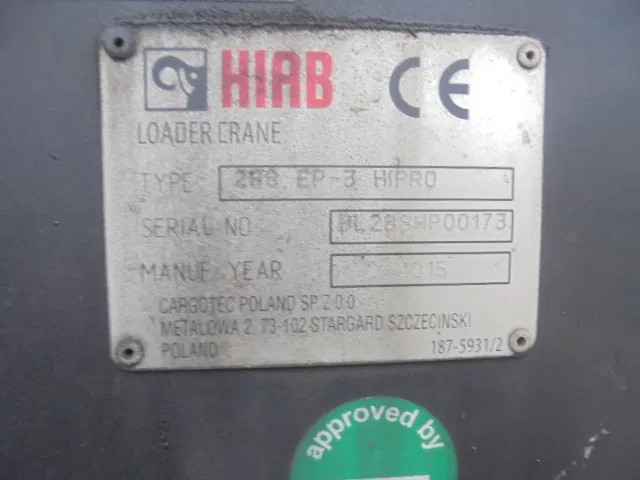 HIAB CE
LOADER CRANE
TYPE 288 EP-3 HIPRO
SERIAL NO
MANUF. YEAR 2015
CARGOTEC POLAND SP. Z O.O
METALOWA 2, 73-102 STARGARD SZCZECINSKI
POLAND 187-5931/2
approved by